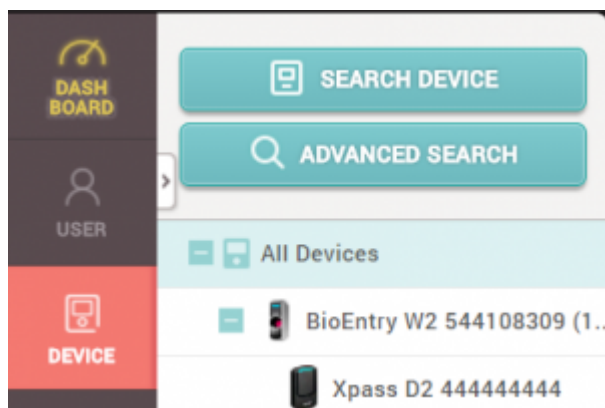 DASH
BOARD
SEARCH DEVICE
ADVANCED SEARCH
USER
All Devices
BioEntry W2 544108309 (1..
DEVICE
Xpass D2 444444444